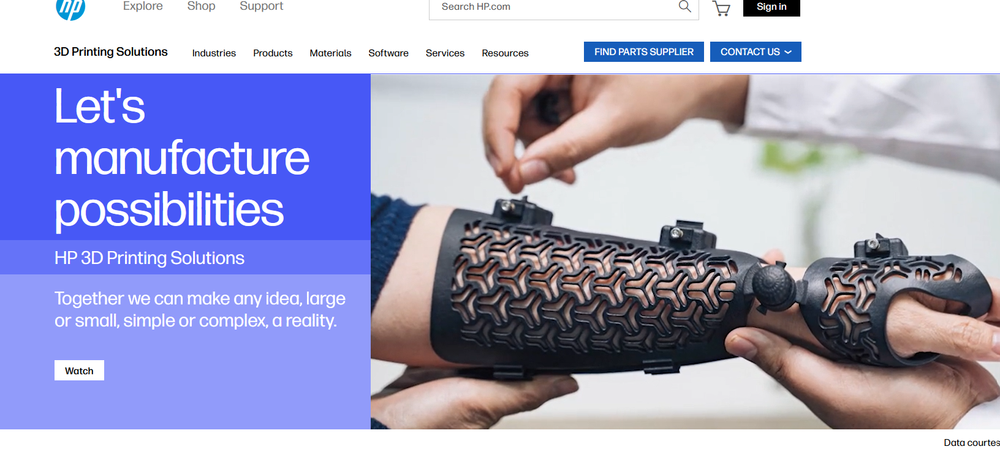 hp
Explore
Shop
Support
Search HP.com
Sign in
3D Printing Solutions
Industries
Products
Materials
Software
Services
Resources
FIND PARTS SUPPLIER
CONTACT US
Let's
manufacture
possibilities
HP 3D Printing Solutions
Together we can make any idea, large
or small, simple or complex, a reality.
Watch
Data courtes